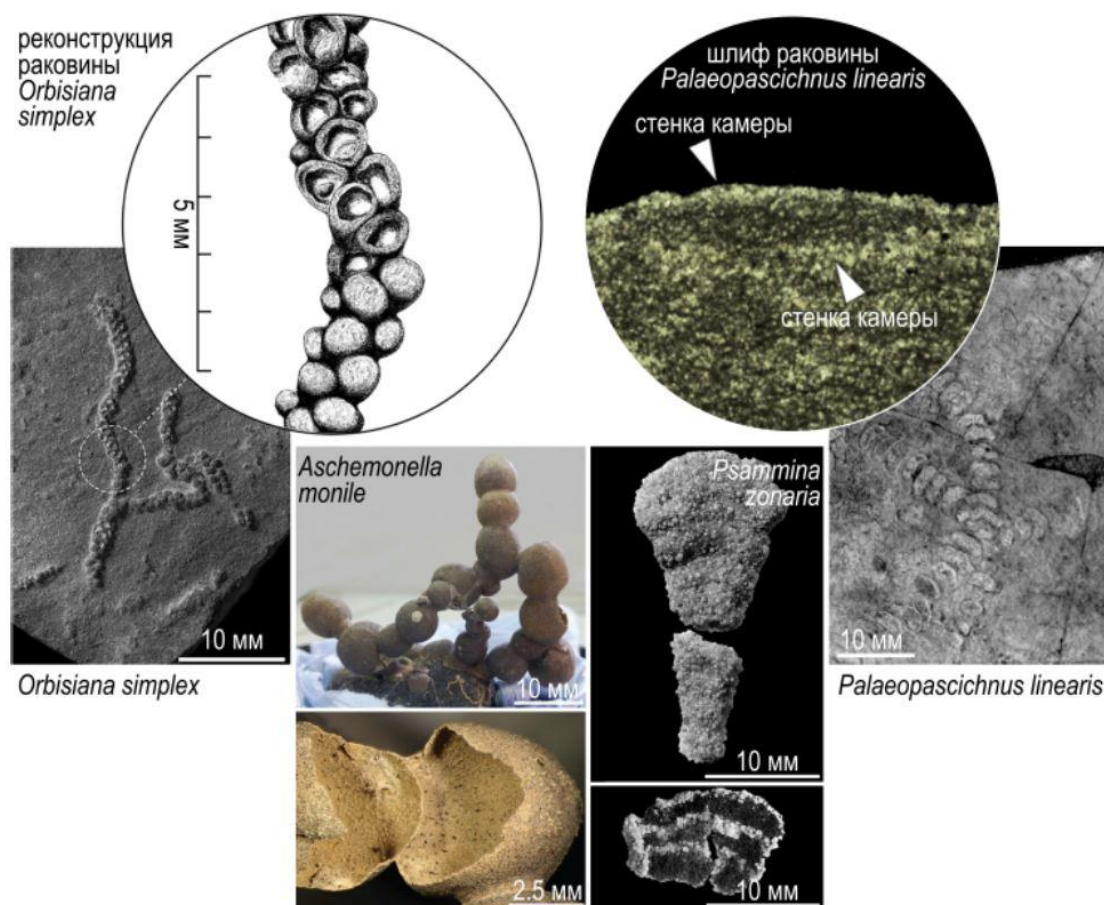 реконструкция
раковины
Orbisiana
simplex
5 мм
шлиф раковины
Palaeopascichnus linearis
стенка камеры
стенка камеры
10 мм
Orbisiana simplex
Aschemonella
monile
10 мм
2.5 мм
Psammina
zonaria
10 мм
10 мм
10 мм
Palaeopascichnus linearis